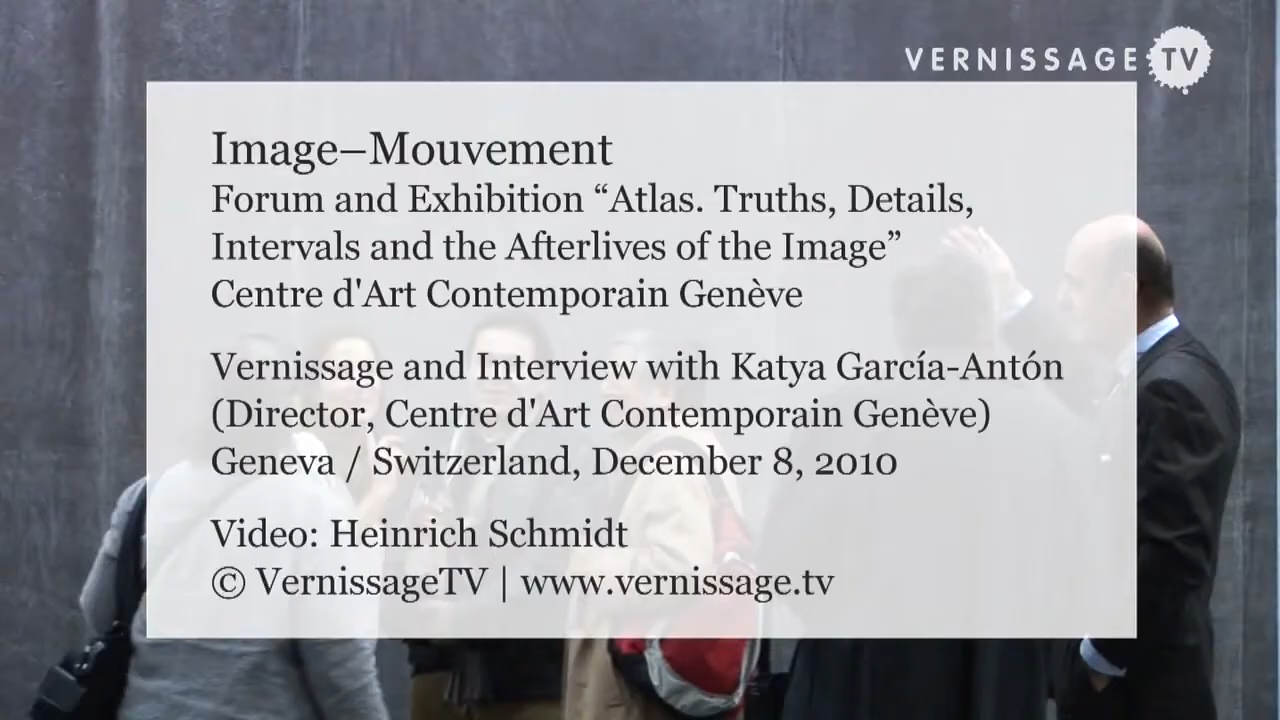 VERNISSAGE TV
Image–Mouvement
Forum and Exhibition “Atlas. Truths, Details,
Intervals and the Afterlives of the Image”
Centre d'Art Contemporain Genève
Vernissage and Interview with Katya García-Antón
(Director, Centre d'Art Contemporain Genève)
Geneva / Switzerland, December 8, 2010
Video: Heinrich Schmidt
© VernissageTV | www.vernissage.tv